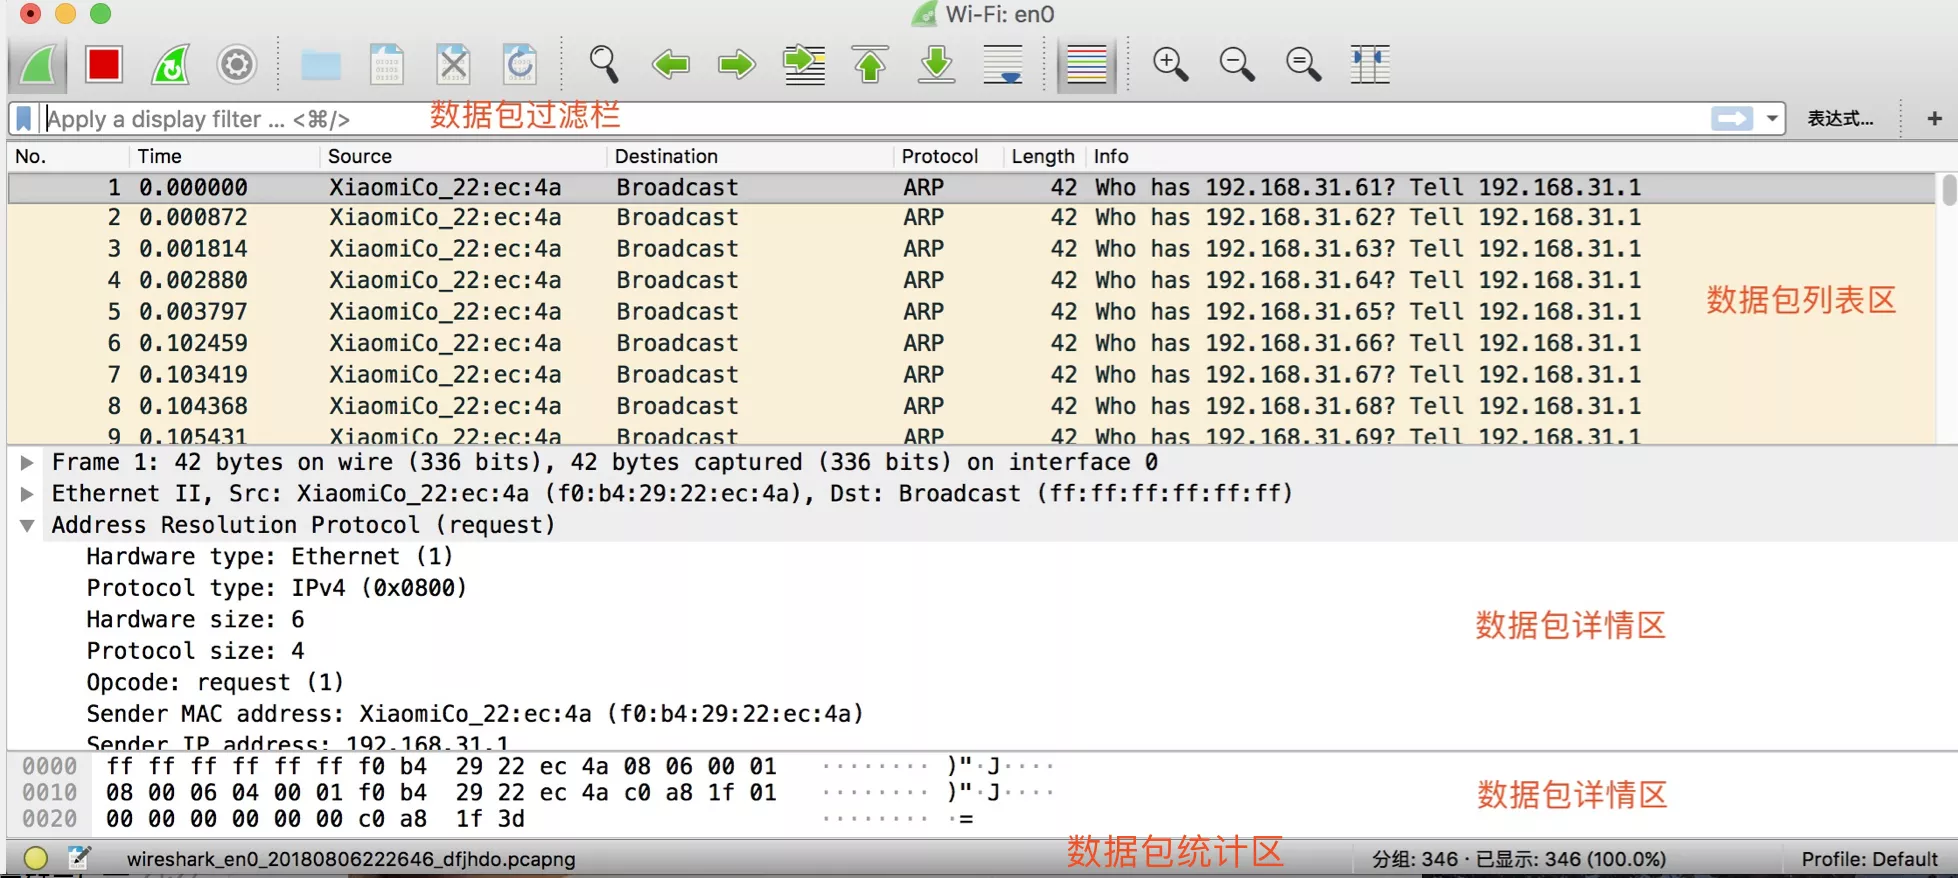 Wi-Fi: en0
Apply a display filter ... <⌘/> 数据包过滤栏 表达式... +
No. Time Source Destination Protocol Length Info
1 0.000000 XiaomiCo_22:ec:4a Broadcast ARP 42 Who has 192.168.31.61? Tell 192.168.31.1
2 0.000872 XiaomiCo_22:ec:4a Broadcast ARP 42 Who has 192.168.31.62? Tell 192.168.31.1
3 0.001814 XiaomiCo_22:ec:4a Broadcast ARP 42 Who has 192.168.31.63? Tell 192.168.31.1
4 0.002880 XiaomiCo_22:ec:4a Broadcast ARP 42 Who has 192.168.31.64? Tell 192.168.31.1
数据包列表区
5 0.003797 XiaomiCo_22:ec:4a Broadcast ARP 42 Who has 192.168.31.65? Tell 192.168.31.1
6 0.102459 XiaomiCo_22:ec:4a Broadcast ARP 42 Who has 192.168.31.66? Tell 192.168.31.1
7 0.103419 XiaomiCo_22:ec:4a Broadcast ARP 42 Who has 192.168.31.67? Tell 192.168.31.1
8 0.104368 XiaomiCo_22:ec:4a Broadcast ARP 42 Who has 192.168.31.68? Tell 192.168.31.1
9 0.105431 XiaomiCo_22:ec:4a Broadcast ARP 42 Who has 192.168.31.69? Tell 192.168.31.1
Frame 1: 42 bytes on wire (336 bits), 42 bytes captured (336 bits) on interface 0
Ethernet II, Src: XiaomiCo_22:ec:4a (f0:b4:29:22:ec:4a), Dst: Broadcast (ff:ff:ff:ff:ff:ff)
Address Resolution Protocol (request)
Hardware type: Ethernet (1)
Protocol type: IPv4 (0x0800)
Hardware size: 6
数据包详情区
Protocol size: 4
Opcode: request (1)
Sender MAC address: XiaomiCo_22:ec:4a (f0:b4:29:22:ec:4a)
Sender IP address: 192.168.31.1
0000 ff ff ff ff ff ff f0 b4 29 22 ec 4a 08 06 00 01 ········ )"·J····
0010 08 00 06 04 00 01 f0 b4 29 22 ec 4a c0 a8 1f 01 ········ )"·J····
数据包详情区
0020 00 00 00 00 00 00 c0 a8 1f 3d ········ ·=
wireshark_en0_20180806222646_dfjhdo.pcapng 数据包统计区 分组: 346 · 已显示: 346 (100.0%) Profile: Default